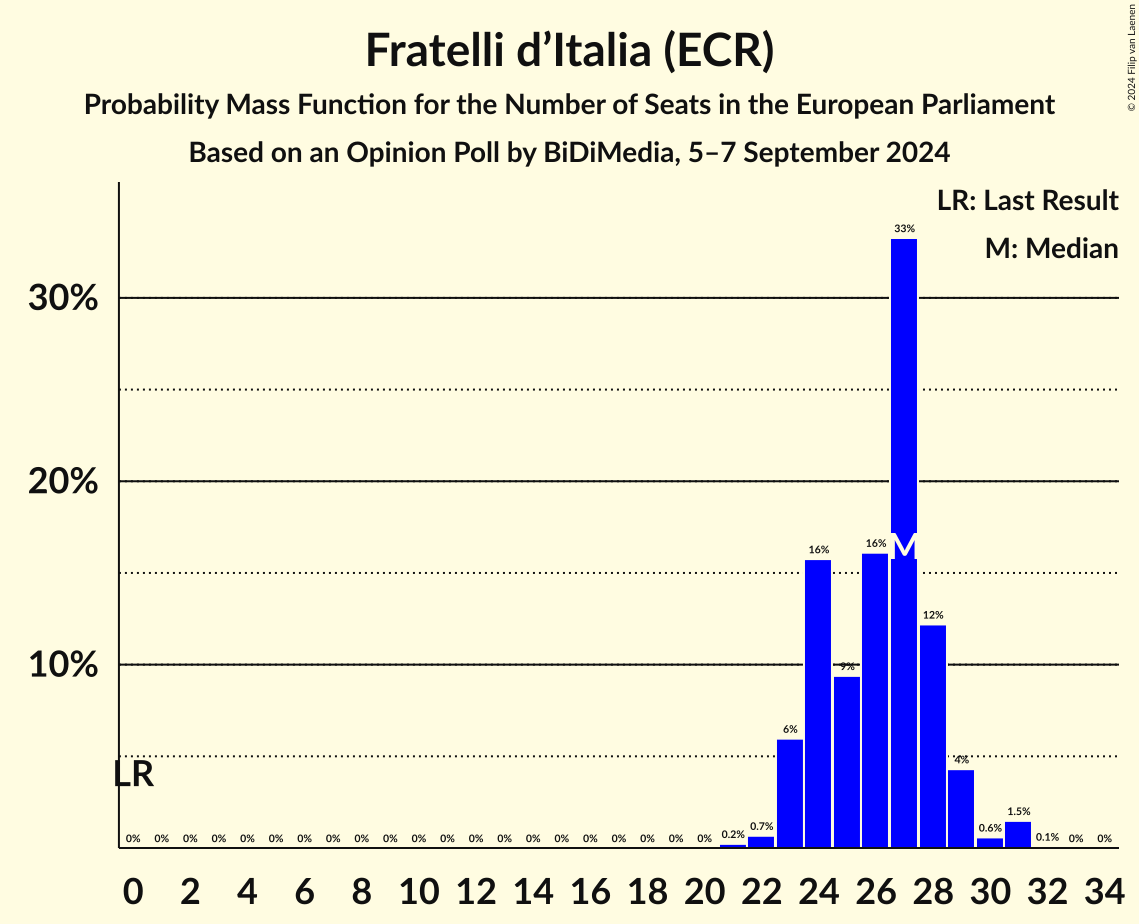 Fratelli d’Italia (ECR)
Probability Mass Function for the Number of Seats in the European Parliament
Based on an Opinion Poll by BiDiMedia, 5–7 September 2024
© 2024 Filip van Laenen
LR: Last Result
M: Median
30%
20%
10%
LR
M
0% 0% 0% 0% 0% 0% 0% 0% 0% 0% 0% 0% 0% 0% 0% 0% 0% 0% 0% 0% 0% 0.2% 0.7% 6% 16% 9% 16% 33% 12% 4% 0.6% 1.5% 0.1% 0% 0%
0 2 4 6 8 10 12 14 16 18 20 22 24 26 28 30 32 34